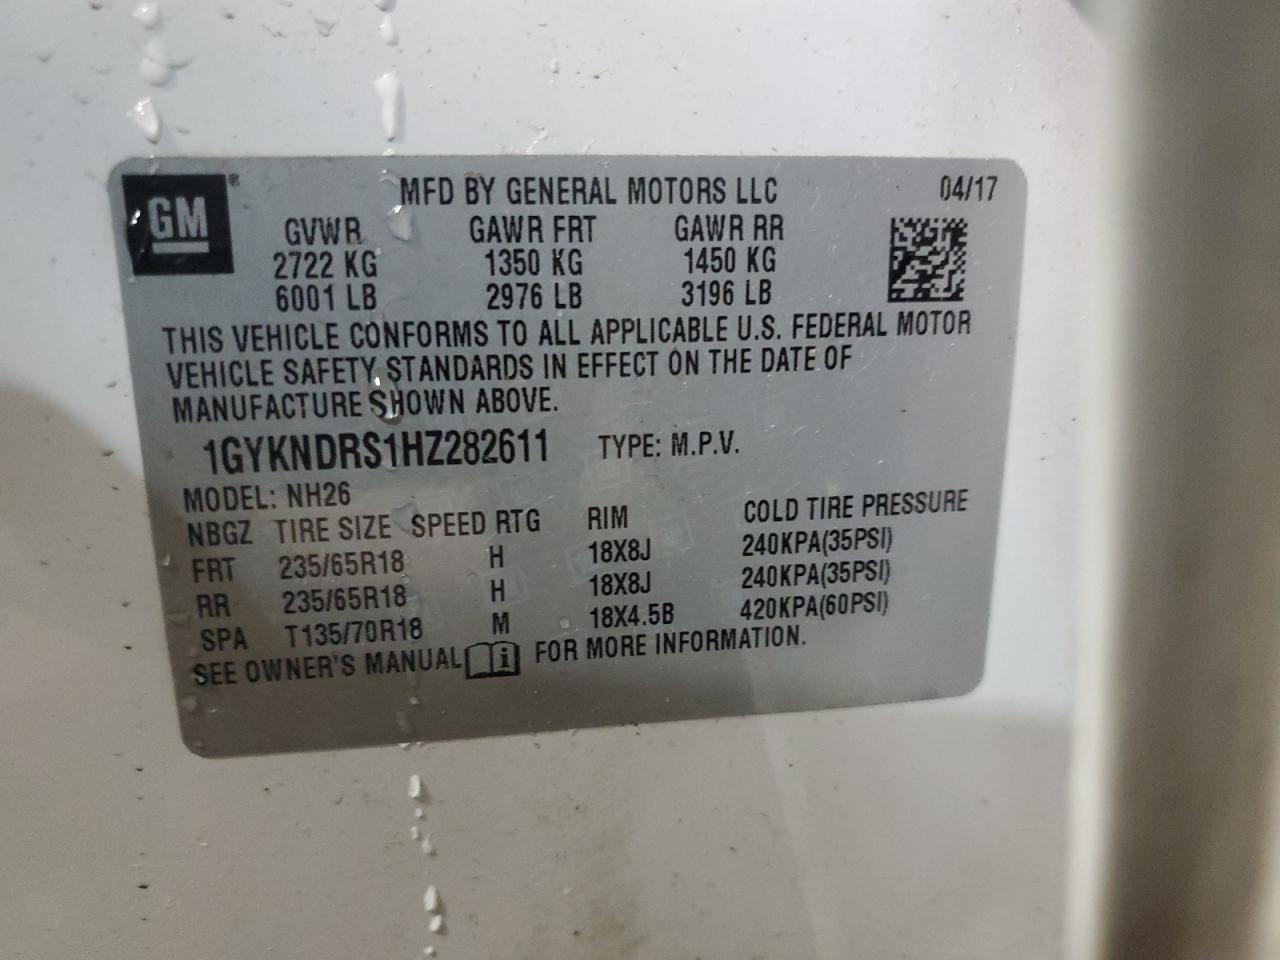 GM® MFD BY GENERAL MOTORS LLC 04/17
GVWR GAWR FRT GAWR RR
2722 KG 1350 KG 1450 KG
6001 LB 2976 LB 3196 LB
THIS VEHICLE CONFORMS TO ALL APPLICABLE U.S. FEDERAL MOTOR
VEHICLE SAFETY STANDARDS IN EFFECT ON THE DATE OF
MANUFACTURE SHOWN ABOVE.
1GYKNDRS1HZ282611 TYPE: M.P.V.
MODEL: NH26
NBGZ TIRE SIZE SPEED RTG RIM COLD TIRE PRESSURE
FRT 235/65R18 H 18X8J 240KPA(35PSI)
RR 235/65R18 H 18X8J 240KPA(35PSI)
SPA T135/70R18 M 18X4.5B 420KPA(60PSI)
SEE OWNER'S MANUAL i FOR MORE INFORMATION.